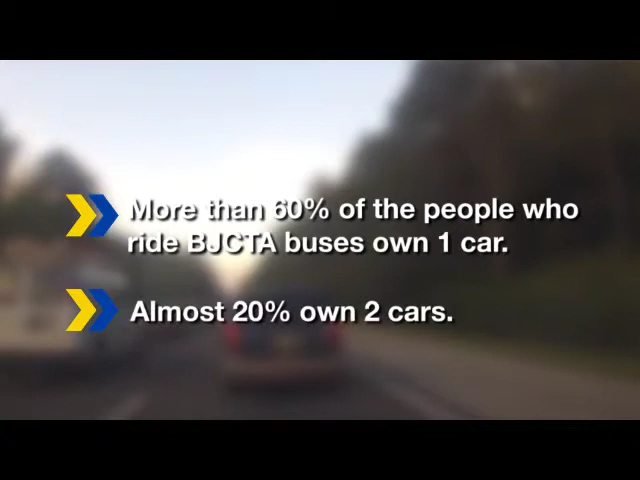 More than 60% of the people who
ride BJCTA buses own 1 car.
Almost 20% own 2 cars.